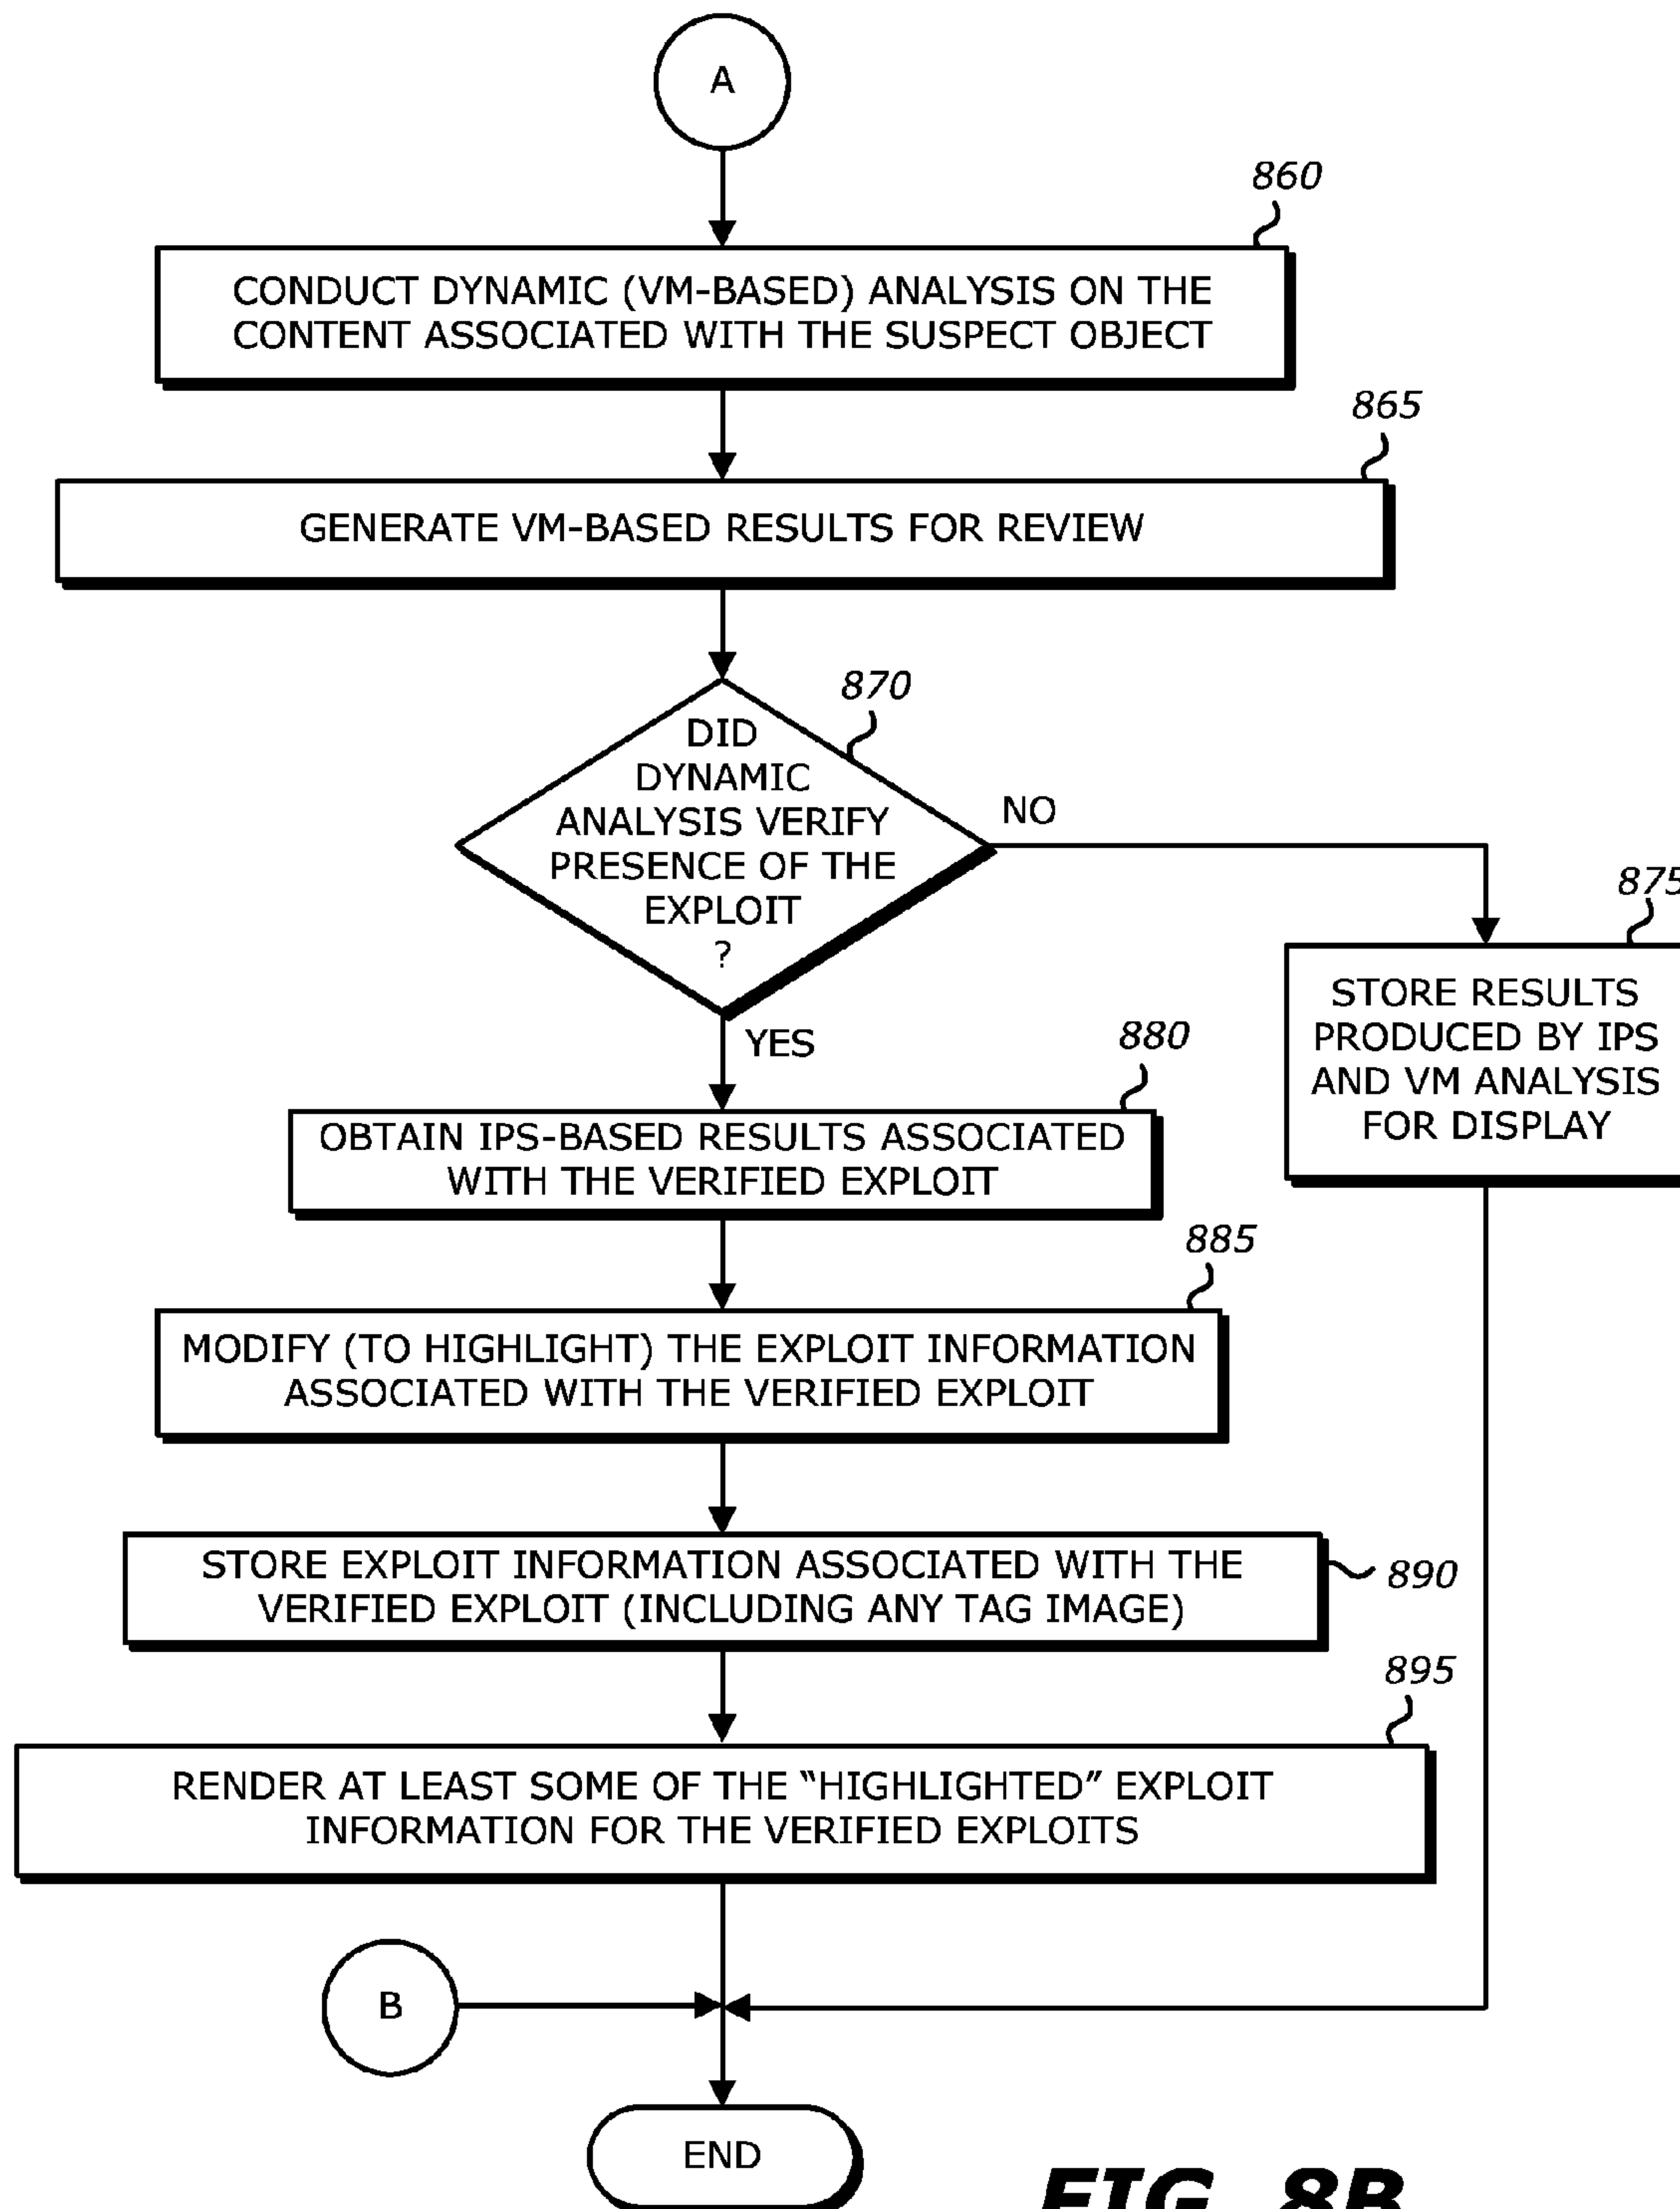 A
860
CONDUCT DYNAMIC (VM-BASED) ANALYSIS ON THE
CONTENT ASSOCIATED WITH THE SUSPECT OBJECT
865
GENERATE VM-BASED RESULTS FOR REVIEW
870
DID
DYNAMIC
ANALYSIS VERIFY
PRESENCE OF THE
EXPLOIT
?
NO
YES
875
STORE RESULTS
PRODUCED BY IPS
AND VM ANALYSIS
FOR DISPLAY
880
OBTAIN IPS-BASED RESULTS ASSOCIATED
WITH THE VERIFIED EXPLOIT
885
MODIFY (TO HIGHLIGHT) THE EXPLOIT INFORMATION
ASSOCIATED WITH THE VERIFIED EXPLOIT
STORE EXPLOIT INFORMATION ASSOCIATED WITH THE
VERIFIED EXPLOIT (INCLUDING ANY TAG IMAGE)
890
895
RENDER AT LEAST SOME OF THE “HIGHLIGHTED” EXPLOIT
INFORMATION FOR THE VERIFIED EXPLOITS
B
END
FIG. 8B